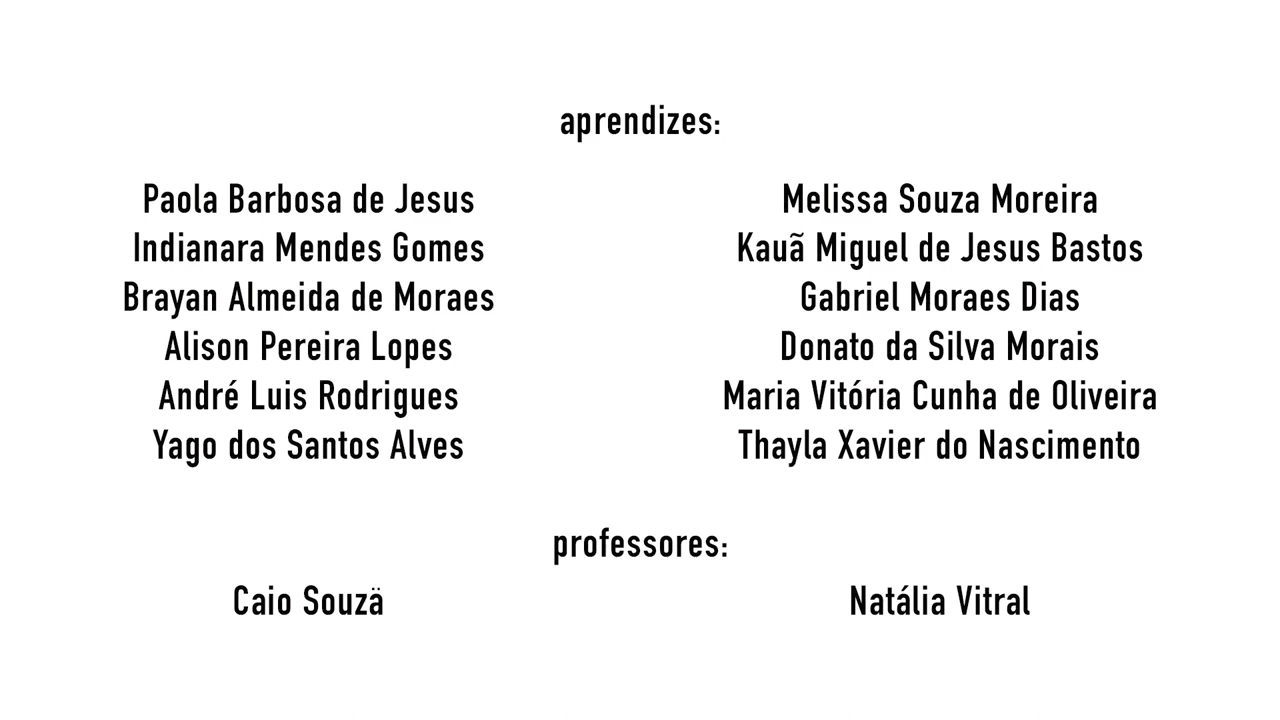 aprendizes:
Paola Barbosa de Jesus
Indianara Mendes Gomes
Brayan Almeida de Moraes
Alison Pereira Lopes
André Luis Rodrigues
Yago dos Santos Alves
Melissa Souza Moreira
Kauã Miguel de Jesus Bastos
Gabriel Moraes Dias
Donato da Silva Morais
Maria Vitória Cunha de Oliveira
Thayla Xavier do Nascimento
professores:
Caio Souzä
Natália Vitral